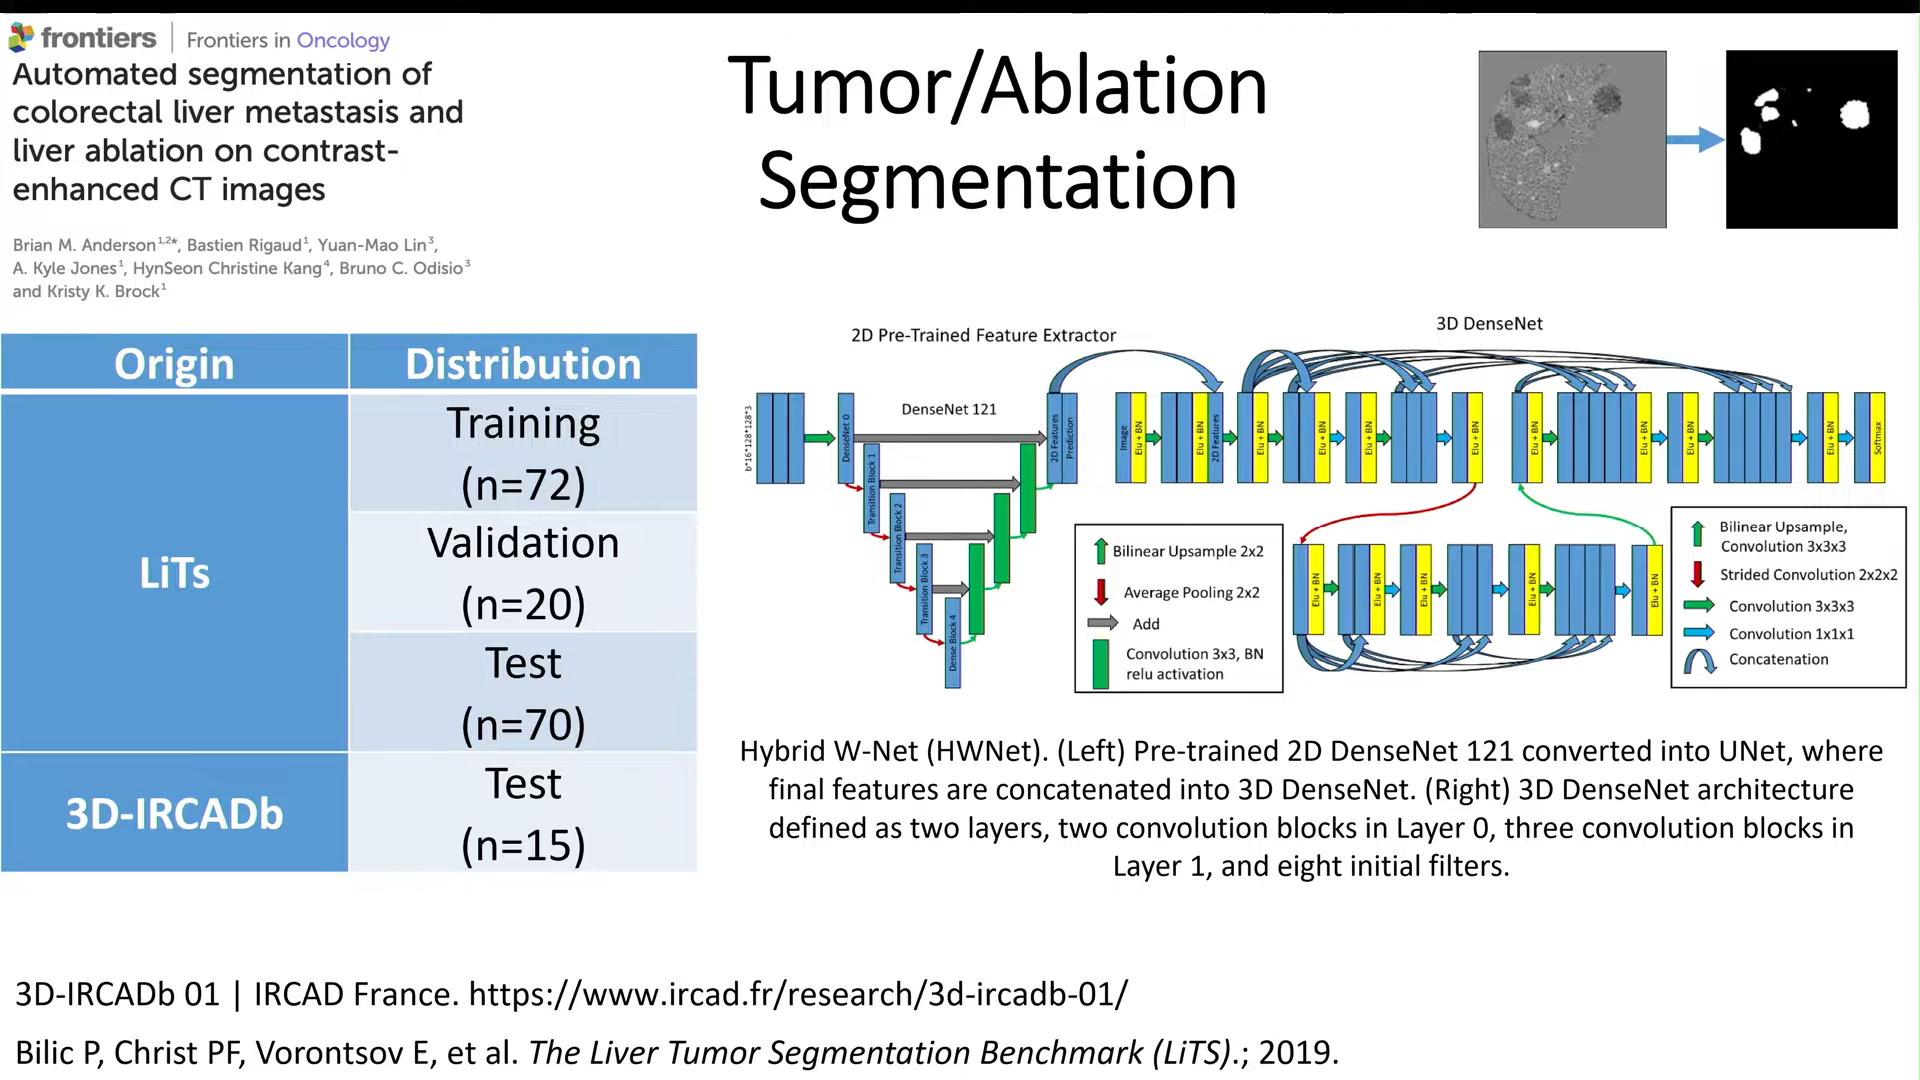 frontiers | Frontiers in Oncology
Automated segmentation of
colorectal liver metastasis and
liver ablation on contrast-
enhanced CT images
Brian M. Anderson1,2*, Bastien Rigaud1, Yuan-Mao Lin3,
A. Kyle Jones1, HynSeon Christine Kang4, Bruno C. Odisio3
and Kristy K. Brock1
Tumor/Ablation
Segmentation
Origin
Distribution
LiTs
Training
(n=72)
Validation
(n=20)
Test
(n=70)
3D-IRCADb
Test
(n=15)
2D Pre-Trained Feature Extractor
b*16*128*128*3
DenseNet 121
DenseNet 0
Transition Block 1
Transition Block 2
Transition Block 3
Dense Block 4
2D Features
Prediction
Bilinear Upsample 2x2
Average Pooling 2x2
Add
Convolution 3x3, BN
relu activation
3D DenseNet
Image
Elu + BN
Elu + BN
2D Features
Elu + BN
Elu + BN
Elu + BN
Elu + BN
Elu + BN
Elu + BN
Elu + BN
Elu + BN
Softmax
Elu + BN
Elu + BN
Elu + BN
Elu + BN
Elu + BN
Bilinear Upsample,
Convolution 3x3x3
Strided Convolution 2x2x2
Convolution 3x3x3
Convolution 1x1x1
Concatenation
Hybrid W-Net (HWNet). (Left) Pre-trained 2D DenseNet 121 converted into UNet, where
final features are concatenated into 3D DenseNet. (Right) 3D DenseNet architecture
defined as two layers, two convolution blocks in Layer 0, three convolution blocks in
Layer 1, and eight initial filters.
3D-IRCADb 01 | IRCAD France. https://www.ircad.fr/research/3d-ircadb-01/
Bilic P, Christ PF, Vorontsov E, et al. The Liver Tumor Segmentation Benchmark (LiTS).; 2019.